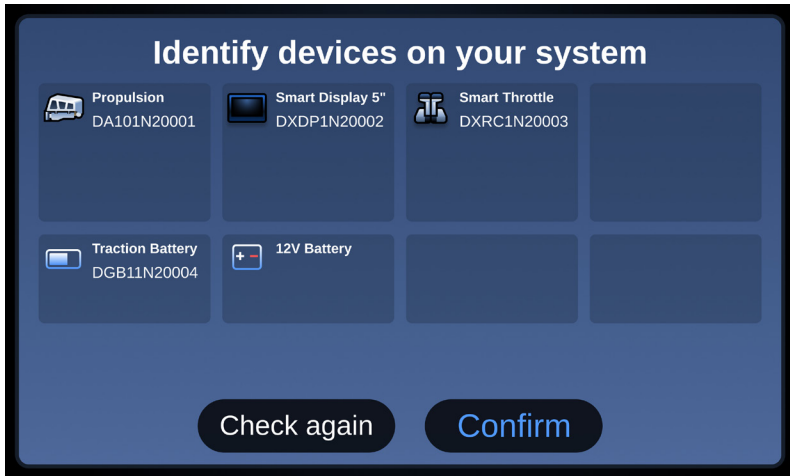 Identify devices on your system
Propulsion
DA101N20001
Smart Display 5"
DXDP1N20002
Smart Throttle
DXRC1N20003
Traction Battery
DGB11N20004
12V Battery
Check again
Confirm